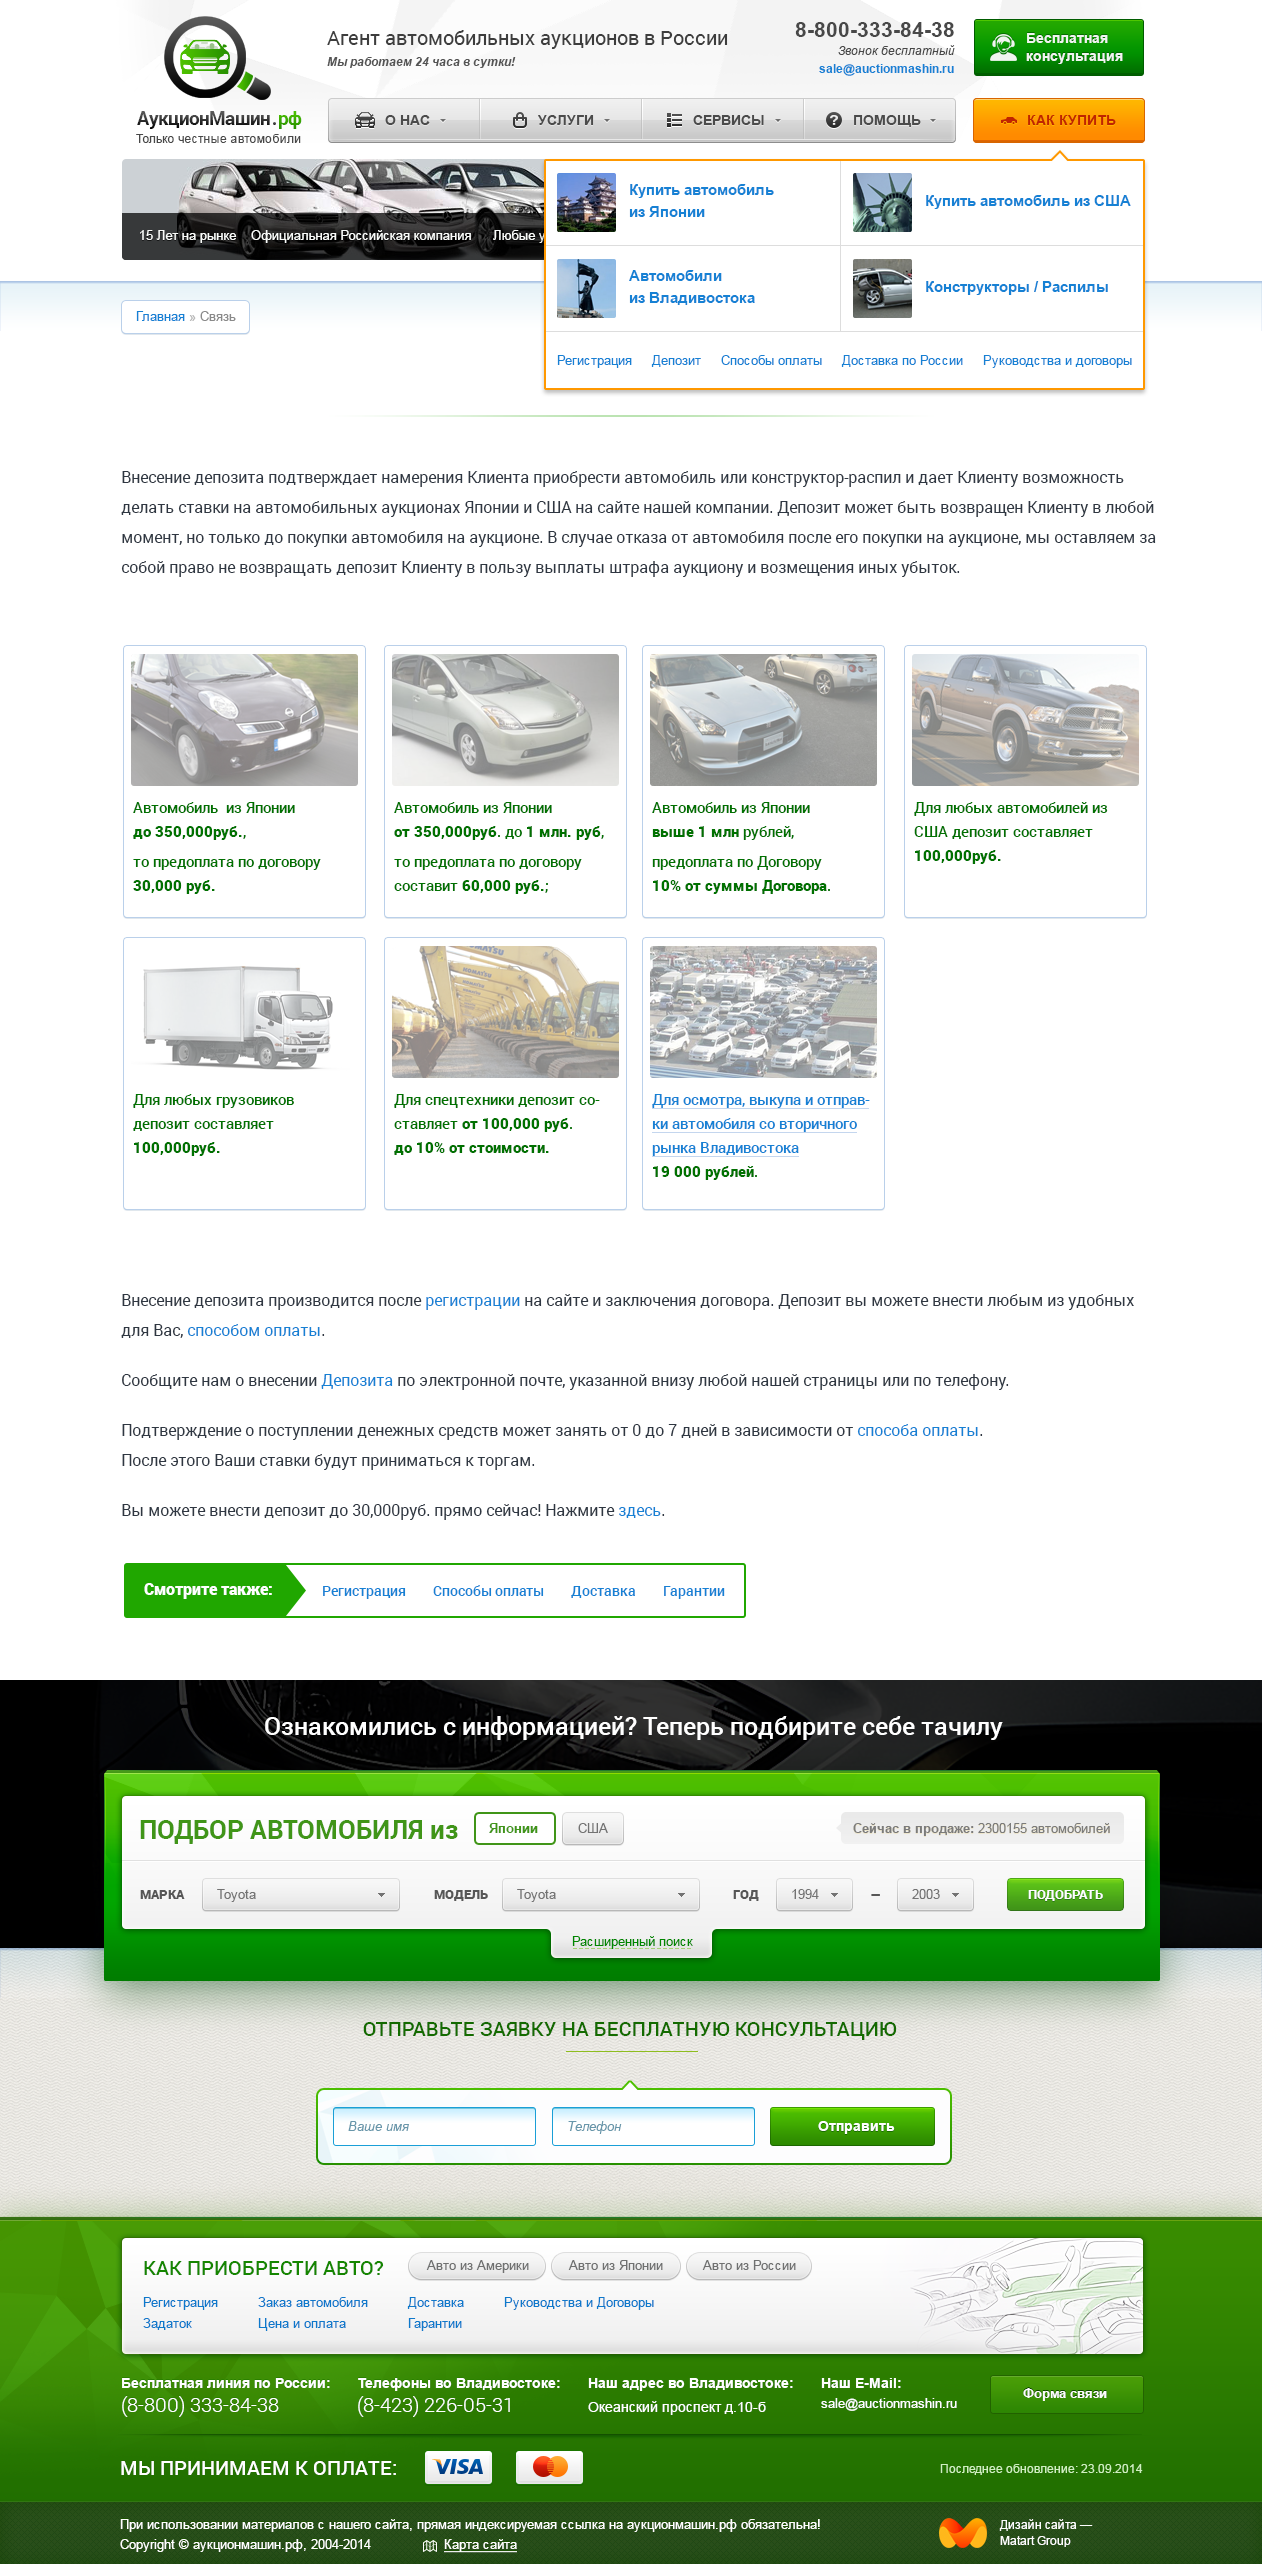 АукционМашин.рф
Только честные автомобили
Агент автомобильных аукционов в России
Мы работаем 24 часа в сутки!
8-800-333-84-38
Звонок бесплатный
sale@auctionmashin.ru
Бесплатная
консультация
О НАС
УСЛУГИ
СЕРВИСЫ
ПОМОЩЬ
КАК КУПИТЬ
15 Лет на рынке Официальная Российская компания Любые у
Купить автомобиль
из Японии
Купить автомобиль из США
Автомобили
из Владивостока
Конструкторы / Распилы
Регистрация Депозит Способы оплаты Доставка по России Руководства и договоры
Главная » Связь
Внесение депозита подтверждает намерения Клиента приобрести автомобиль или конструктор-распил и дает Клиенту возможность
делать ставки на автомобильных аукционах Японии и США на сайте нашей компании. Депозит может быть возвращен Клиенту в любой
момент, но только до покупки автомобиля на аукционе. В случае отказа от автомобиля после его покупки на аукционе, мы оставляем за
собой право не возвращать депозит Клиенту в пользу выплаты штрафа аукциону и возмещения иных убыток.
Автомобиль из Японии
до 350,000руб.,
то предоплата по договору
30,000 руб.
Автомобиль из Японии
от 350,000руб. до 1 млн. руб,
то предоплата по договору
составит 60,000 руб.;
Автомобиль из Японии
выше 1 млн рублей,
предоплата по Договору
10% от суммы Договора.
Для любых автомобилей из
США депозит составляет
100,000руб.
Для любых грузовиков
депозит составляет
100,000руб.
KOMATSU
Для спецтехники депозит со-
ставляет от 100,000 руб.
до 10% от стоимости.
Для осмотра, выкупа и отправ-
ки автомобиля со вторичного
рынка Владивостока
19 000 рублей.
Внесение депозита производится после регистрации на сайте и заключения договора. Депозит вы можете внести любым из удобных
для Вас, способом оплаты.
Сообщите нам о внесении Депозита по электронной почте, указанной внизу любой нашей страницы или по телефону.
Подтверждение о поступлении денежных средств может занять от 0 до 7 дней в зависимости от способа оплаты.
После этого Ваши ставки будут приниматься к торгам.
Вы можете внести депозит до 30,000руб. прямо сейчас! Нажмите здесь.
Смотрите также: Регистрация Способы оплаты Доставка Гарантии
Ознакомились с информацией? Теперь подбирите себе тачилу
ПОДБОР АВТОМОБИЛЯ из Японии США
Сейчас в продаже: 2300155 автомобилей
МАРКА Toyota МОДЕЛЬ Toyota ГОД 1994 – 2003 ПОДОБРАТЬ
Расширенный поиск
ОТПРАВЬТЕ ЗАЯВКУ НА БЕСПЛАТНУЮ КОНСУЛЬТАЦИЮ
Ваше имя Телефон Отправить
КАК ПРИОБРЕСТИ АВТО? Авто из Америки Авто из Японии Авто из России
Регистрация Заказ автомобиля Доставка Руководства и Договоры
Задаток Цена и оплата Гарантии
Бесплатная линия по России:
(8-800) 333-84-38
Телефоны во Владивостоке:
(8-423) 226-05-31
Наш адрес во Владивостоке:
Океанский проспект д.10-б
Наш E-Mail:
sale@auctionmashin.ru
Форма связи
МЫ ПРИНИМАЕМ К ОПЛАТЕ: VISA
Последнее обновление: 23.09.2014
При использовании материалов с нашего сайта, прямая индексируемая ссылка на аукционмашин.рф обязательна!
Copyright © аукционмашин.рф, 2004-2014 Карта сайта
Дизайн сайта —
Matart Group